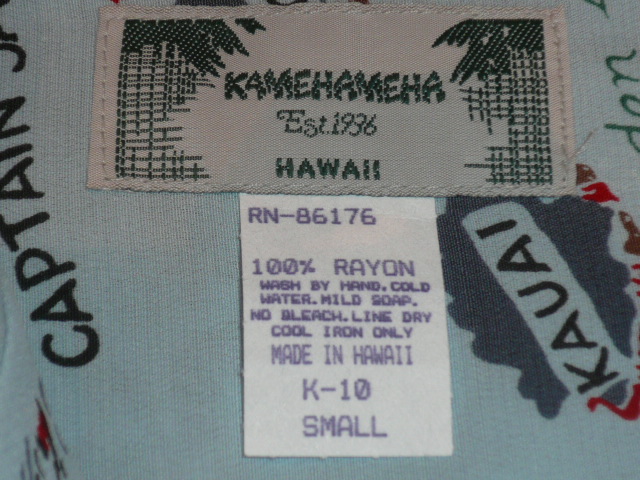 KAMEHAMEHA
Est. 1936
HAWAII
RN-86176
100% RAYON
WASH BY HAND. COLD
WATER. MILD SOAP.
NO BLEACH. LINE DRY
COOL IRON ONLY
MADE IN HAWAII
K-10
SMALL
CAPTAIN
KAUAI